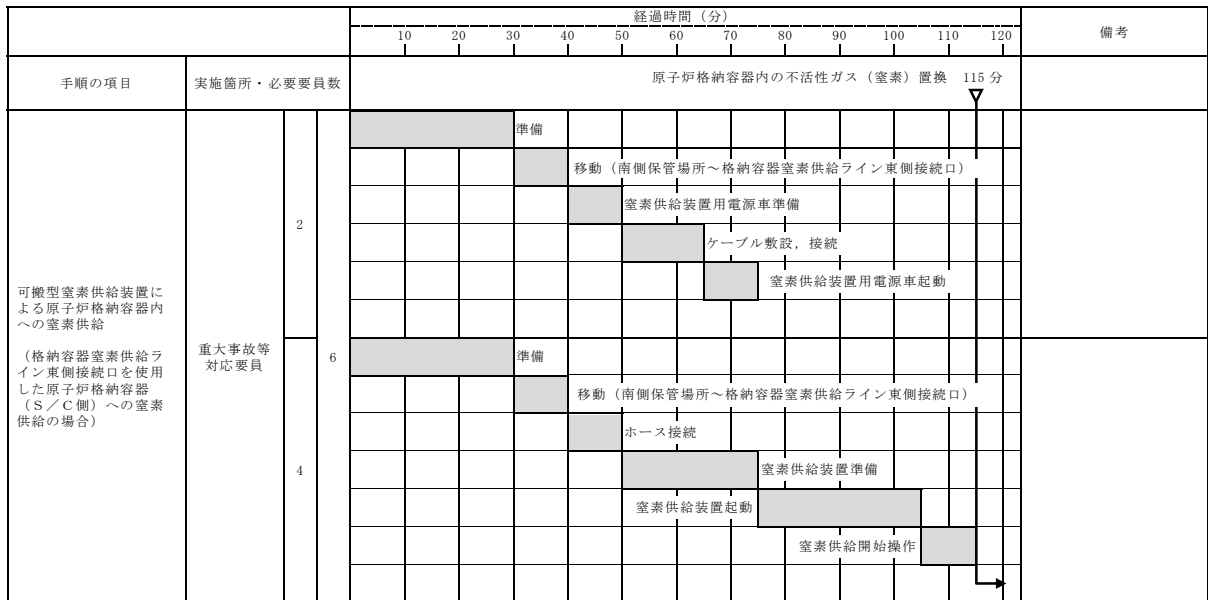 経過時間（分）
備考
10 20 30 40 50 60 70 80 90 100 110 120
手順の項目
実施箇所・必要要員数
原子炉格納容器内の不活性ガス（窒素）置換 115分
可搬型窒素供給装置に
よる原子炉格納容器内
への窒素供給
（格納容器窒素供給ラ
イン東側接続口を使用
した原子炉格納容器
（Ｓ／Ｃ側）への窒素
供給の場合）
重大事故等
対応要員
2
6
準備
移動（南側保管場所～格納容器窒素供給ライン東側接続口）
窒素供給装置用電源車準備
ケーブル敷設，接続
窒素供給装置用電源車起動
4
準備
移動（南側保管場所～格納容器窒素供給ライン東側接続口）
ホース接続
窒素供給装置準備
窒素供給装置起動
窒素供給開始操作